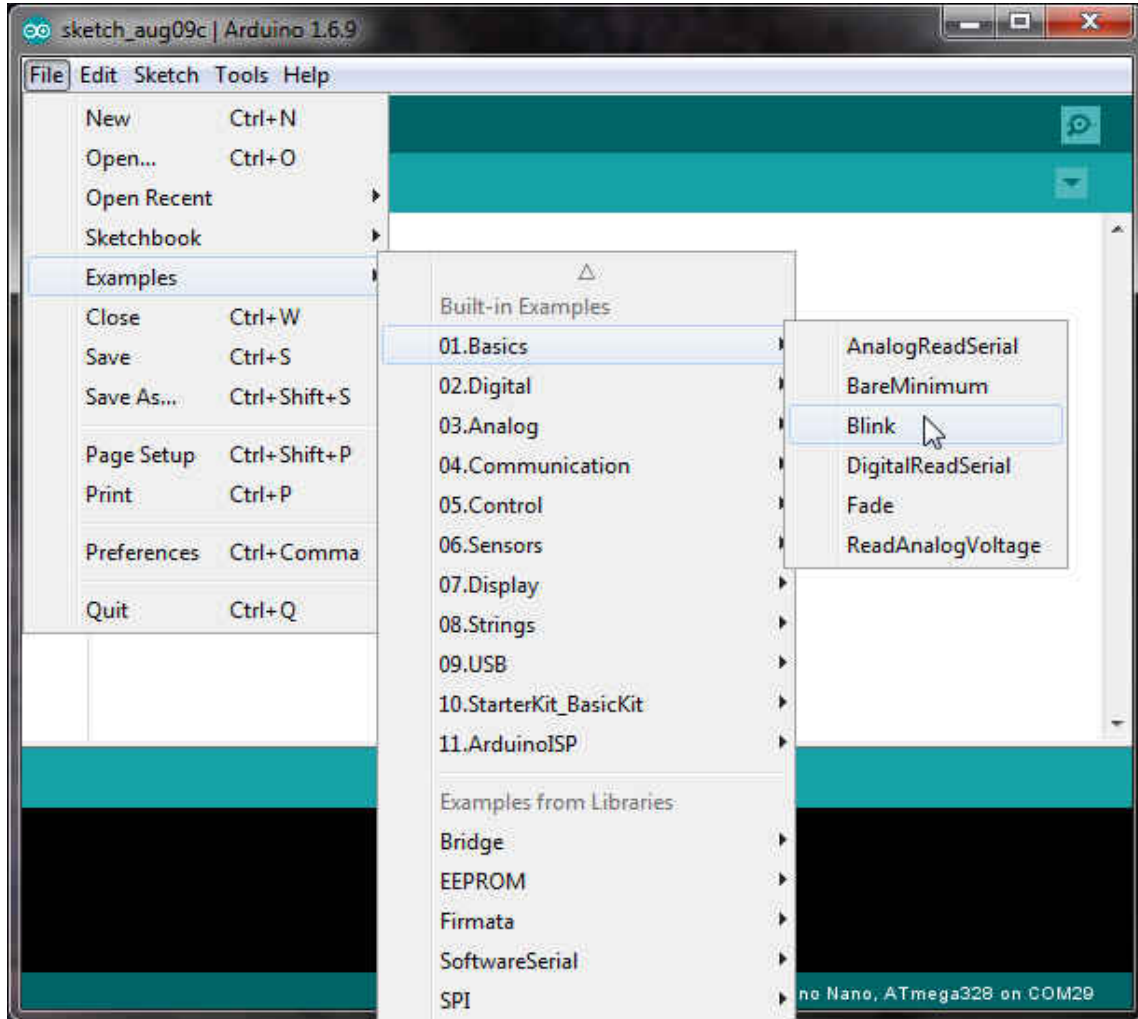 sketch_aug09c | Arduino 1.6.9
File Edit Sketch Tools Help
New Ctrl+N
Open... Ctrl+O
Open Recent
Sketchbook
Examples
Close Ctrl+W
Save Ctrl+S
Save As... Ctrl+Shift+S
Page Setup Ctrl+Shift+P
Print Ctrl+P
Preferences Ctrl+Comma
Quit Ctrl+Q
Built-in Examples
01.Basics
02.Digital
03.Analog
04.Communication
05.Control
06.Sensors
07.Display
08.Strings
09.USB
10.StarterKit_BasicKit
11.ArduinoISP
Examples from Libraries
Bridge
EEPROM
Firmata
SoftwareSerial
SPI
AnalogReadSerial
BareMinimum
Blink
DigitalReadSerial
Fade
ReadAnalogVoltage
no Nano, ATmega328 on COM29